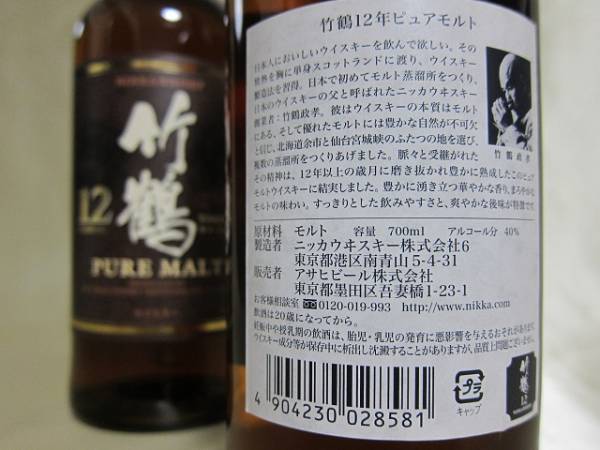 竹鶴
12
PURE MALT
竹鶴12年ピュアモルト
日本人においしいウイスキーを飲んで欲しい。その
情熱を胸に単身スコットランドに渡り、ウイスキー
製造法を習得。日本で初めてモルト蒸溜所をつくり、
日本のウイスキーの父と呼ばれたニッカウヰスキー
創業者：竹鶴政孝。彼はウイスキーの本質はモルト
にある、そして優れたモルトには豊かな自然が不可欠
と信じ、北海道余市と仙台宮城峡のふたつの地を選び、
複数の蒸溜所をつくりあげました。脈々と受継がれた
その精神は、12年以上の歳月に磨き抜かれ豊かに熟成したこのピュア
モルトウイスキーに結実しました。豊かに湧き立つ華やかな香り、まろやかな
モルトの味わい。すっきりとした飲みやすさと、爽やかな後味が特徴です。
竹鶴政孝
原材料 モルト 容量 700ml アルコール分 40%
製造者 ニッカウヰスキー株式会社6
東京都港区南青山5-4-31
販売者 アサヒビール株式会社
東京都墨田区吾妻橋1-23-1
お客様相談室 0120-019-993 http://www.nikka.com
飲酒は20歳になってから。
妊娠中や授乳期の飲酒は、胎児・乳児の発育に悪影響を与えるおそれがあります。
ウイスキー成分等が保存中に析出し沈澱することがありますが、品質上問題ございません。
4 904230 028581
プラ
キャップ
竹鶴
12